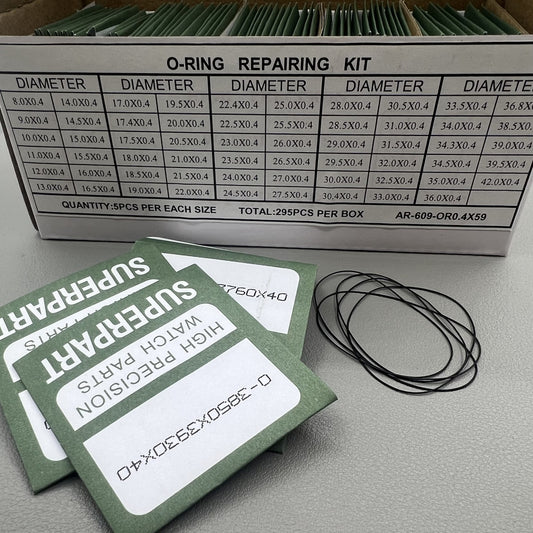 O-RING REPAIRING KIT
DIAMETER DIAMETER DIAMETER DIAMETER DIAMET
8.0X0.4 14.0X0.4 17.0X0.4 19.5X0.4 22.4X0.4 25.0X0.4 28.0X0.4 30.5X0.4 33.5X0.4 36.8X0
9.0X0.4 14.5X0.4 17.4X0.4 20.0X0.4 22.5X0.4 25.5X0.4 28.5X0.4 31.0X0.4 34.0X0.4 38.5X0
10.0X0.4 15.0X0.4 17.5X0.4 20.5X0.4 23.0X0.4 26.0X0.4 29.0X0.4 31.5X0.4 34.3X0.4 39.0X0.4
11.0X0.4 15.5X0.4 18.0X0.4 21.0X0.4 23.5X0.4 26.5X0.4 29.5X0.4 32.0X0.4 34.5X0.4 39.5X0.4
12.0X0.4 16.0X0.4 18.5X0.4 21.5X0.4 24.0X0.4 27.0X0.4 30.0X0.4 32.5X0.4 35.0X0.4 42.0X0.4
13.0X0.4 16.5X0.4 19.0X0.4 22.0X0.4 24.5X0.4 27.5X0.4 30.4X0.4 33.0X0.4 36.0X0.4
QUANTITY:5PCS PER EACH SIZE TOTAL:295PCS PER BOX AR-609-OR0.4X59
SUPERPART
PARTS
760X40
SUPERPART
HIGH PRECISION
WATCH PARTS
O-3850X3930X40